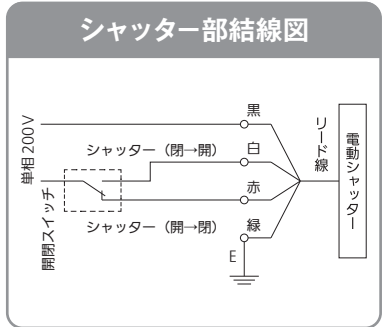 シャッター部結線図
黒
単相200V
シャッター（閉→開）
白
リード線
電動シャッター
開閉スイッチ
赤
シャッター（開→閉）
緑
E